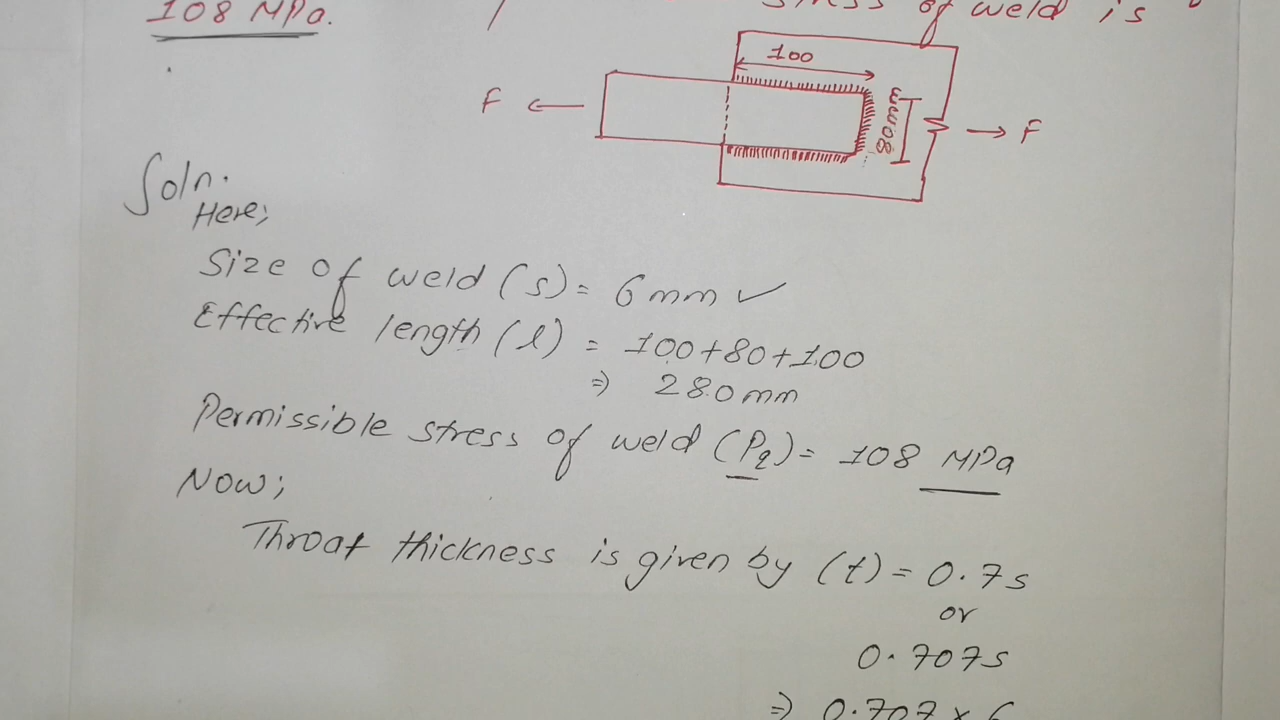 stress of weld is
108 MPa.
100
F
80mm
F
Soln.
Here;
Size of weld (s) = 6mm ✓
Effective length (l) = 100+80+100
⇒ 280mm
Permissible stress of weld (Pq) = 108 MPa
Now;
Throat thickness is given by (t) = 0.7s
or
0.707s
⇒ 0.707 × 6